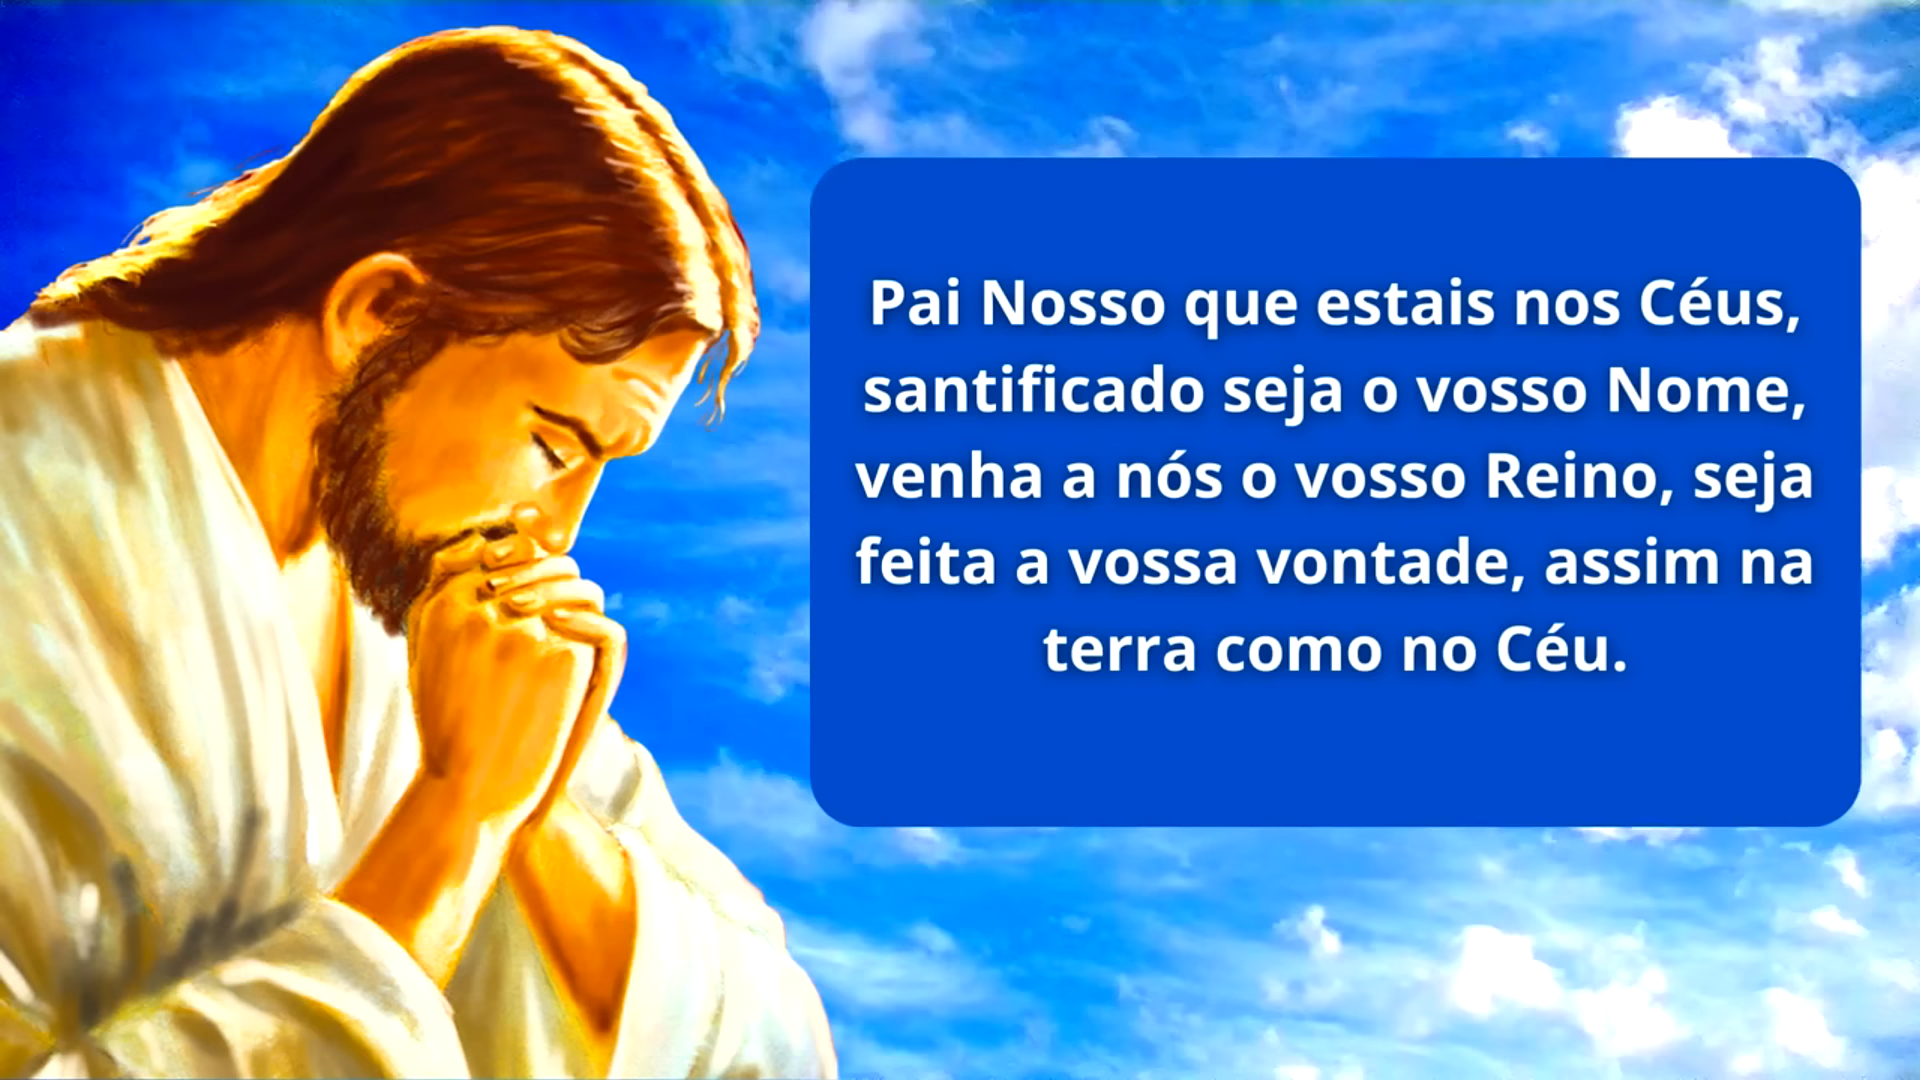 Pai Nosso que estais nos Céus,
santificado seja o vosso Nome,
venha a nós o vosso Reino, seja
feita a vossa vontade, assim na
terra como no Céu.